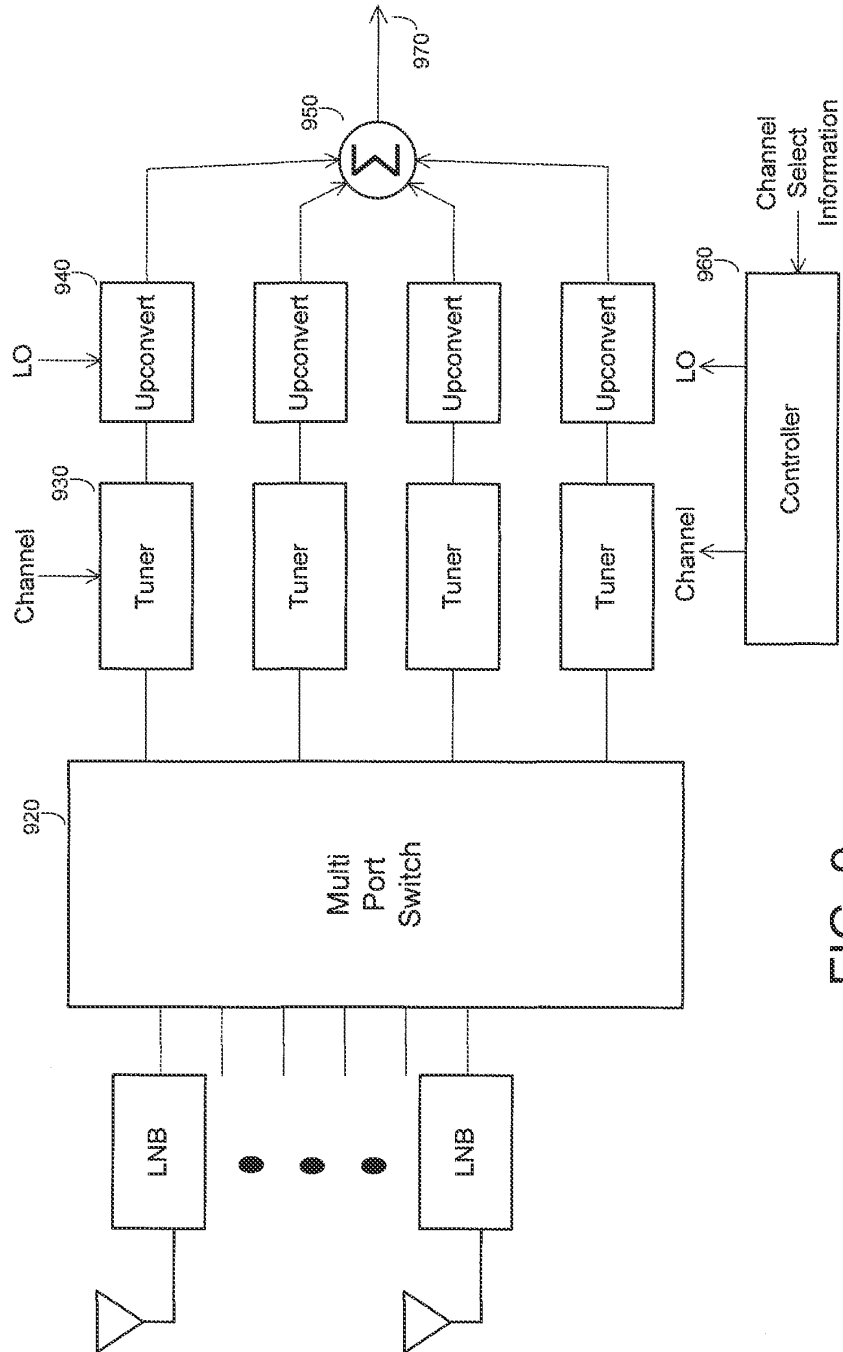 LO
Channel
940
930
920
950
970
LNB
LNB
Multi
Port
Switch
Tuner
Tuner
Tuner
Tuner
Upconvert
Upconvert
Upconvert
Upconvert
Σ
Channel
LO
960
Controller
Channel
Select
Information
FIG.